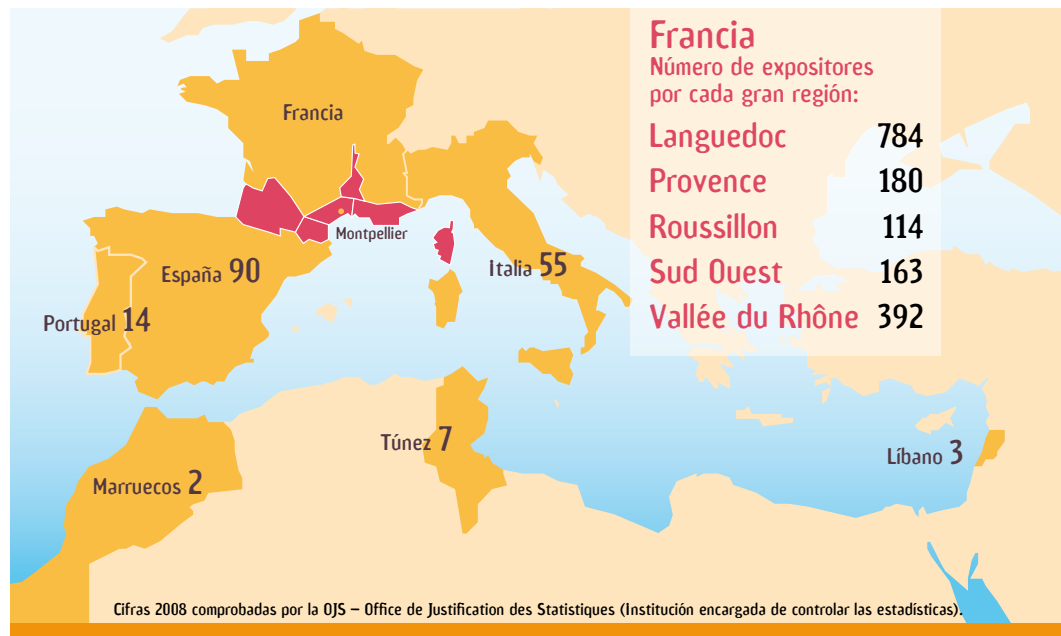 Francia
Número de expositores
por cada gran región:
Languedoc 784
Provence 180
Roussillon 114
Sud Ouest 163
Vallée du Rhône 392
Francia
Montpellier
España 90
Italia 55
Portugal 14
Túnez 7
Líbano 3
Marruecos 2
Cifras 2008 comprobadas por la OJS – Office de Justification des Statistiques (Institución encargada de controlar las estadísticas).